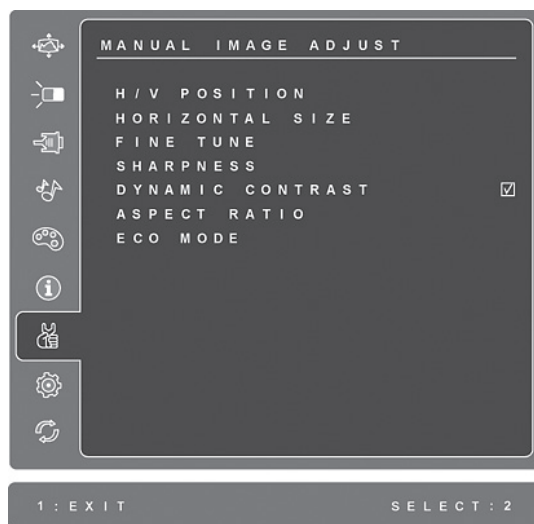 MANUAL IMAGE ADJUST
H/V POSITION
HORIZONTAL SIZE
FINE TUNE
SHARPNESS
DYNAMIC CONTRAST
ASPECT RATIO
ECO MODE
1:EXIT SELECT:2